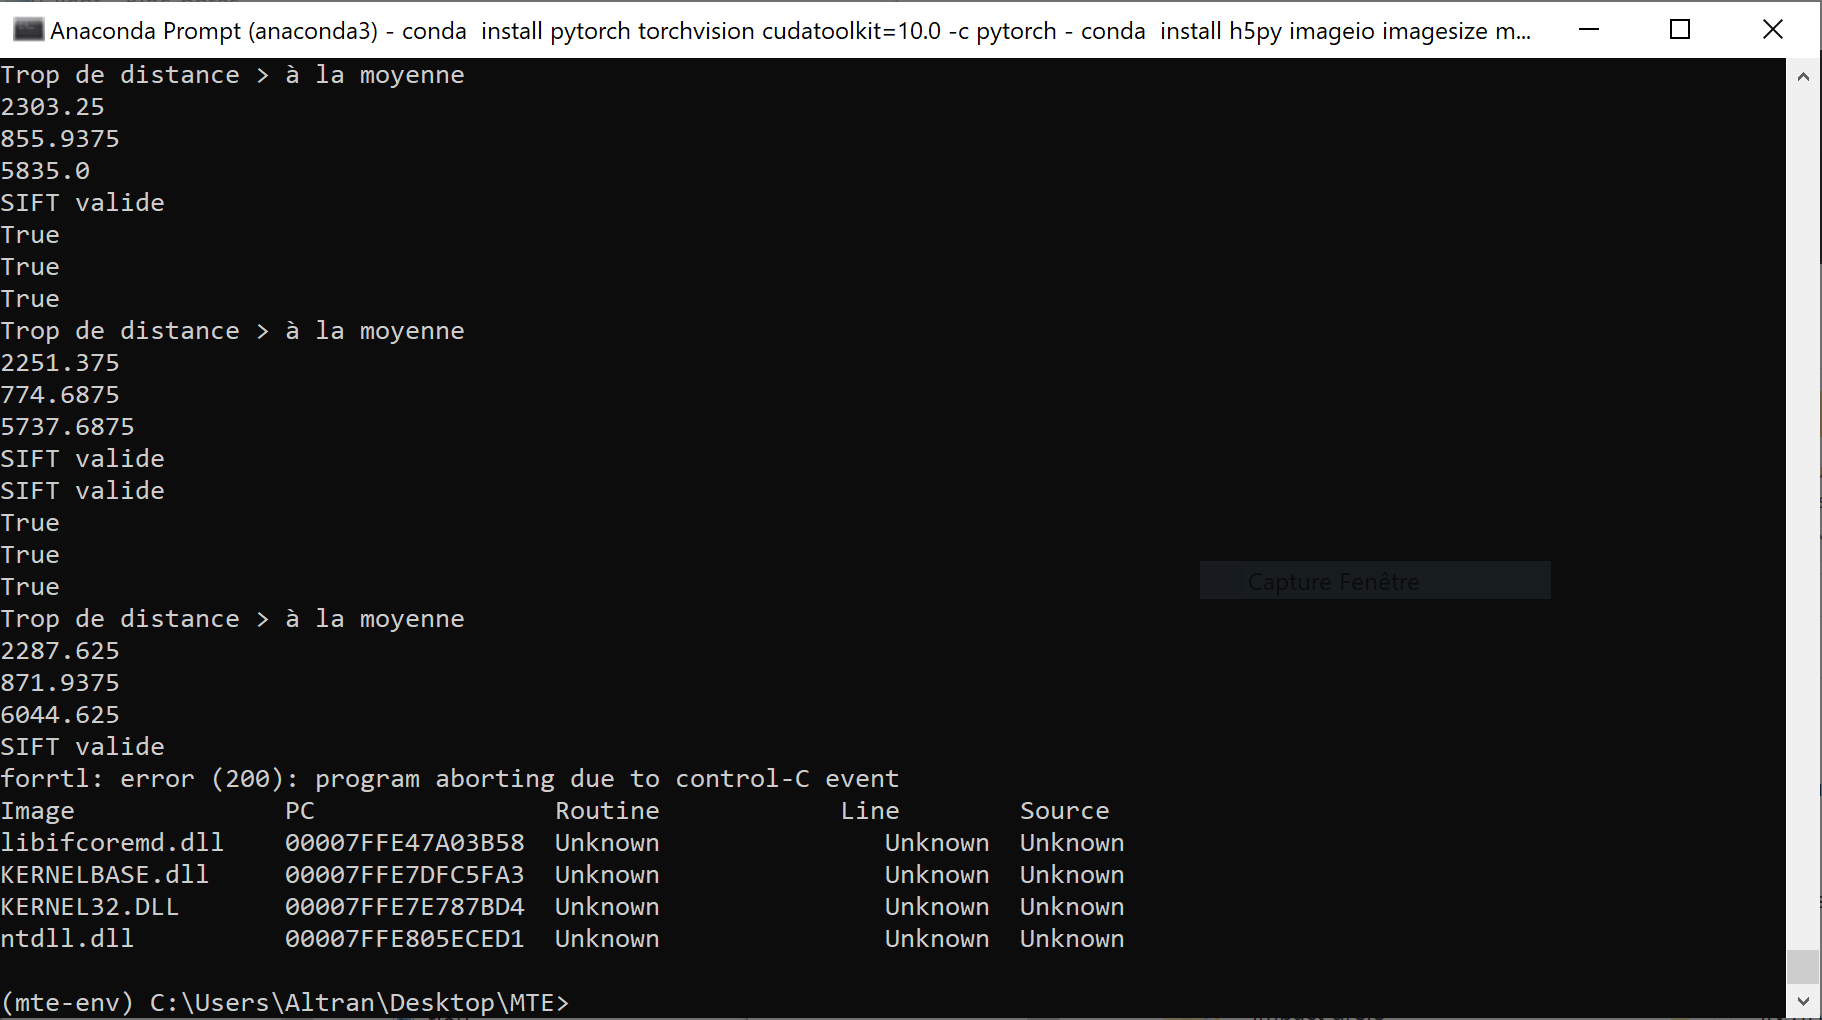 Anaconda Prompt (anaconda3) - conda  install pytorch torchvision cudatoolkit=10.0 -c pytorch - conda  install h5py imageio imagesize m...
Trop de distance > à la moyenne
2303.25
855.9375
5835.0
SIFT valide
True
True
True
Trop de distance > à la moyenne
2251.375
774.6875
5737.6875
SIFT valide
SIFT valide
True
True
True
Capture Fenêtre
Trop de distance > à la moyenne
2287.625
871.9375
6044.625
SIFT valide
forrtl: error (200): program aborting due to control-C event
Image              PC                Routine            Line        Source
libifcoremd.dll    00007FFE47A03B58  Unknown               Unknown  Unknown
KERNELBASE.dll     00007FFE7DFC5FA3  Unknown               Unknown  Unknown
KERNEL32.DLL       00007FFE7E787BD4  Unknown               Unknown  Unknown
ntdll.dll          00007FFE805ECED1  Unknown               Unknown  Unknown
(mte-env) C:\Users\Altran\Desktop\MTE>